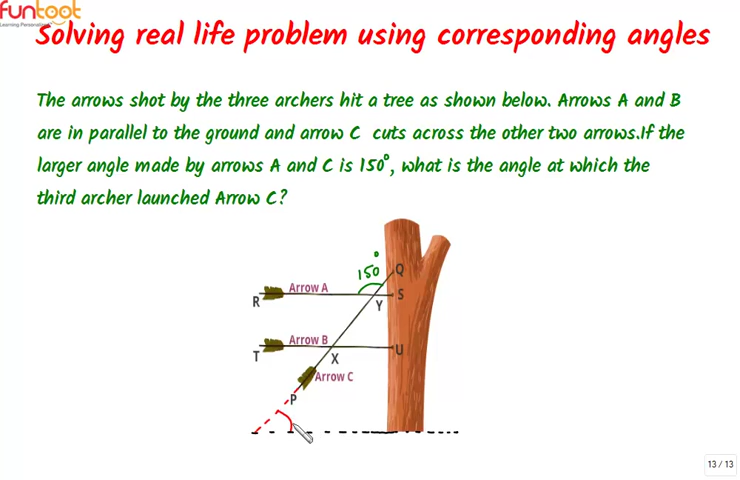 funtoot
Learning Personalized
Solving real life problem using corresponding angles
The arrows shot by the three archers hit a tree as shown below. Arrows A and B
are in parallel to the ground and arrow C cuts across the other two arrows.If the
larger angle made by arrows A and C is 150°, what is the angle at which the
third archer launched Arrow C?
150° Q
Arrow A
R Y S
Arrow B
T X U
Arrow C
P
13 / 13